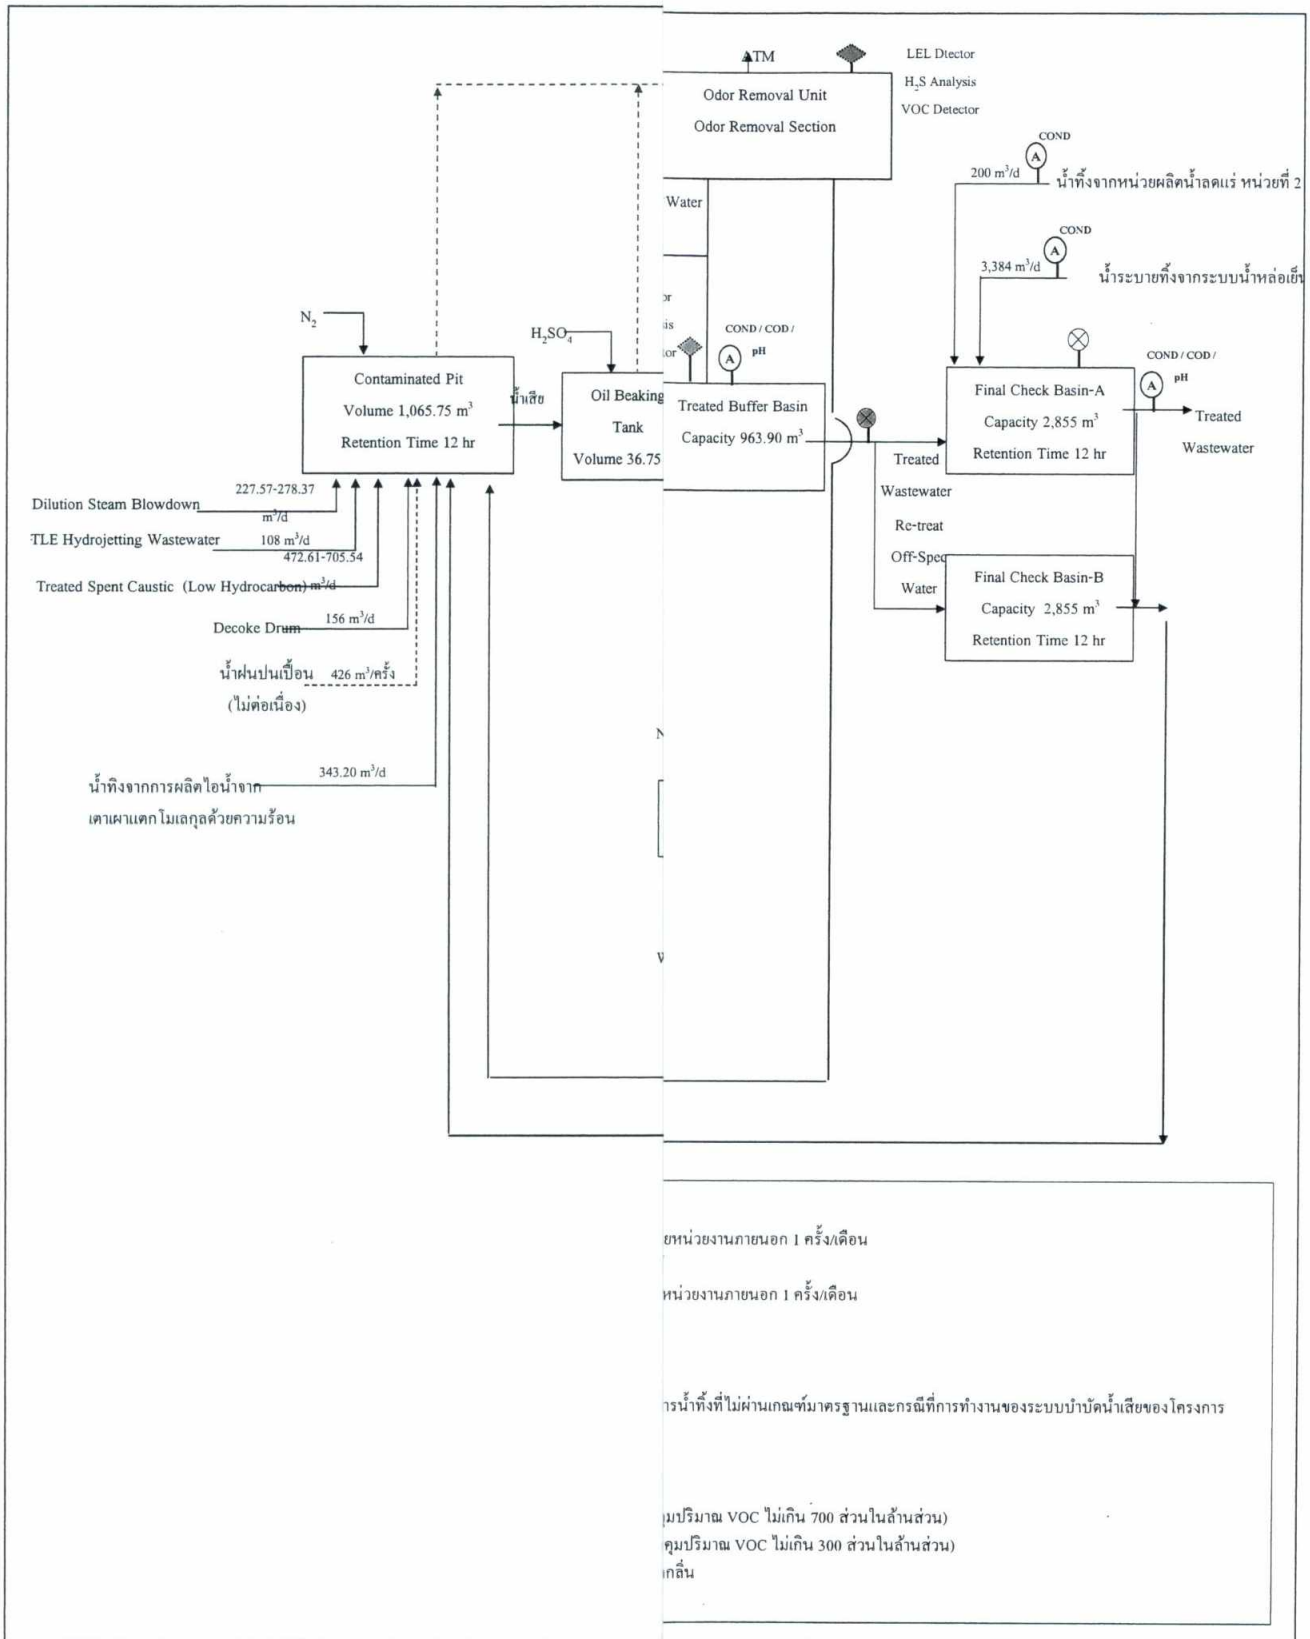 ATM
LEL Dtector
H₂S Analysis
VOC Detector
Odor Removal Unit
Odor Removal Section
COND
A
200 m³/d
น้ำทิ้งจากหน่วยผลิตน้ำลดแร่ หน่วยที่ 2
Water
COND
A
3,384 m³/d
น้ำระบายทิ้งจากระบบน้ำหล่อเย็น
N₂
H₂SO₄
COND / COD /
pH
A
COND / COD /
pH
A
Contaminated Pit
Volume 1,065.75 m³
Retention Time 12 hr
น้ำเสีย
Oil Beaking
Tank
Volume 36.75
Treated Buffer Basin
Capacity 963.90 m³
Final Check Basin-A
Capacity 2,855 m³
Retention Time 12 hr
Treated
Wastewater
Treated
Wastewater
Re-treat
Off-Spec
Water
Final Check Basin-B
Capacity 2,855 m³
Retention Time 12 hr
Dilution Steam Blowdown
227.57-278.37
m³/d
TLE Hydrojetting Wastewater
108 m³/d
472.61-705.54
Treated Spent Caustic (Low Hydrocarbon) m³/d
Decoke Drum
156 m³/d
น้ำฝนปนเปื้อน
426 m³/ครั้ง
(ไม่ต่อเนื่อง)
343.20 m³/d
น้ำทิ้งจากการผลิตไอน้ำจาก
เตาเผาแตกโมเลกุลด้วยความร้อน
ยหน่วยงานภายนอก 1 ครั้ง/เดือน
หน่วยงานภายนอก 1 ครั้ง/เดือน
ารน้ำทิ้งที่ไม่ผ่านเกณฑ์มาตรฐานและกรณีที่การทำงานของระบบบำบัดน้ำเสียของโครงการ
ุมปริมาณ VOC ไม่เกิน 700 ส่วนในล้านส่วน)
คุมปริมาณ VOC ไม่เกิน 300 ส่วนในล้านส่วน)
กลิ่น